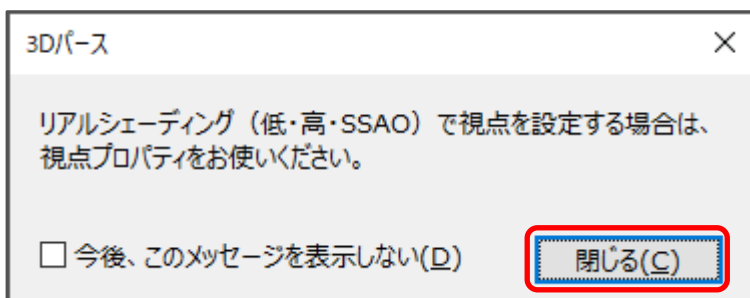 3Dパース
リアルシェーディング（低・高・SSAO）で視点を設定する場合は、
視点プロパティをお使いください。
今後、このメッセージを表示しない(D)
閉じる(C)